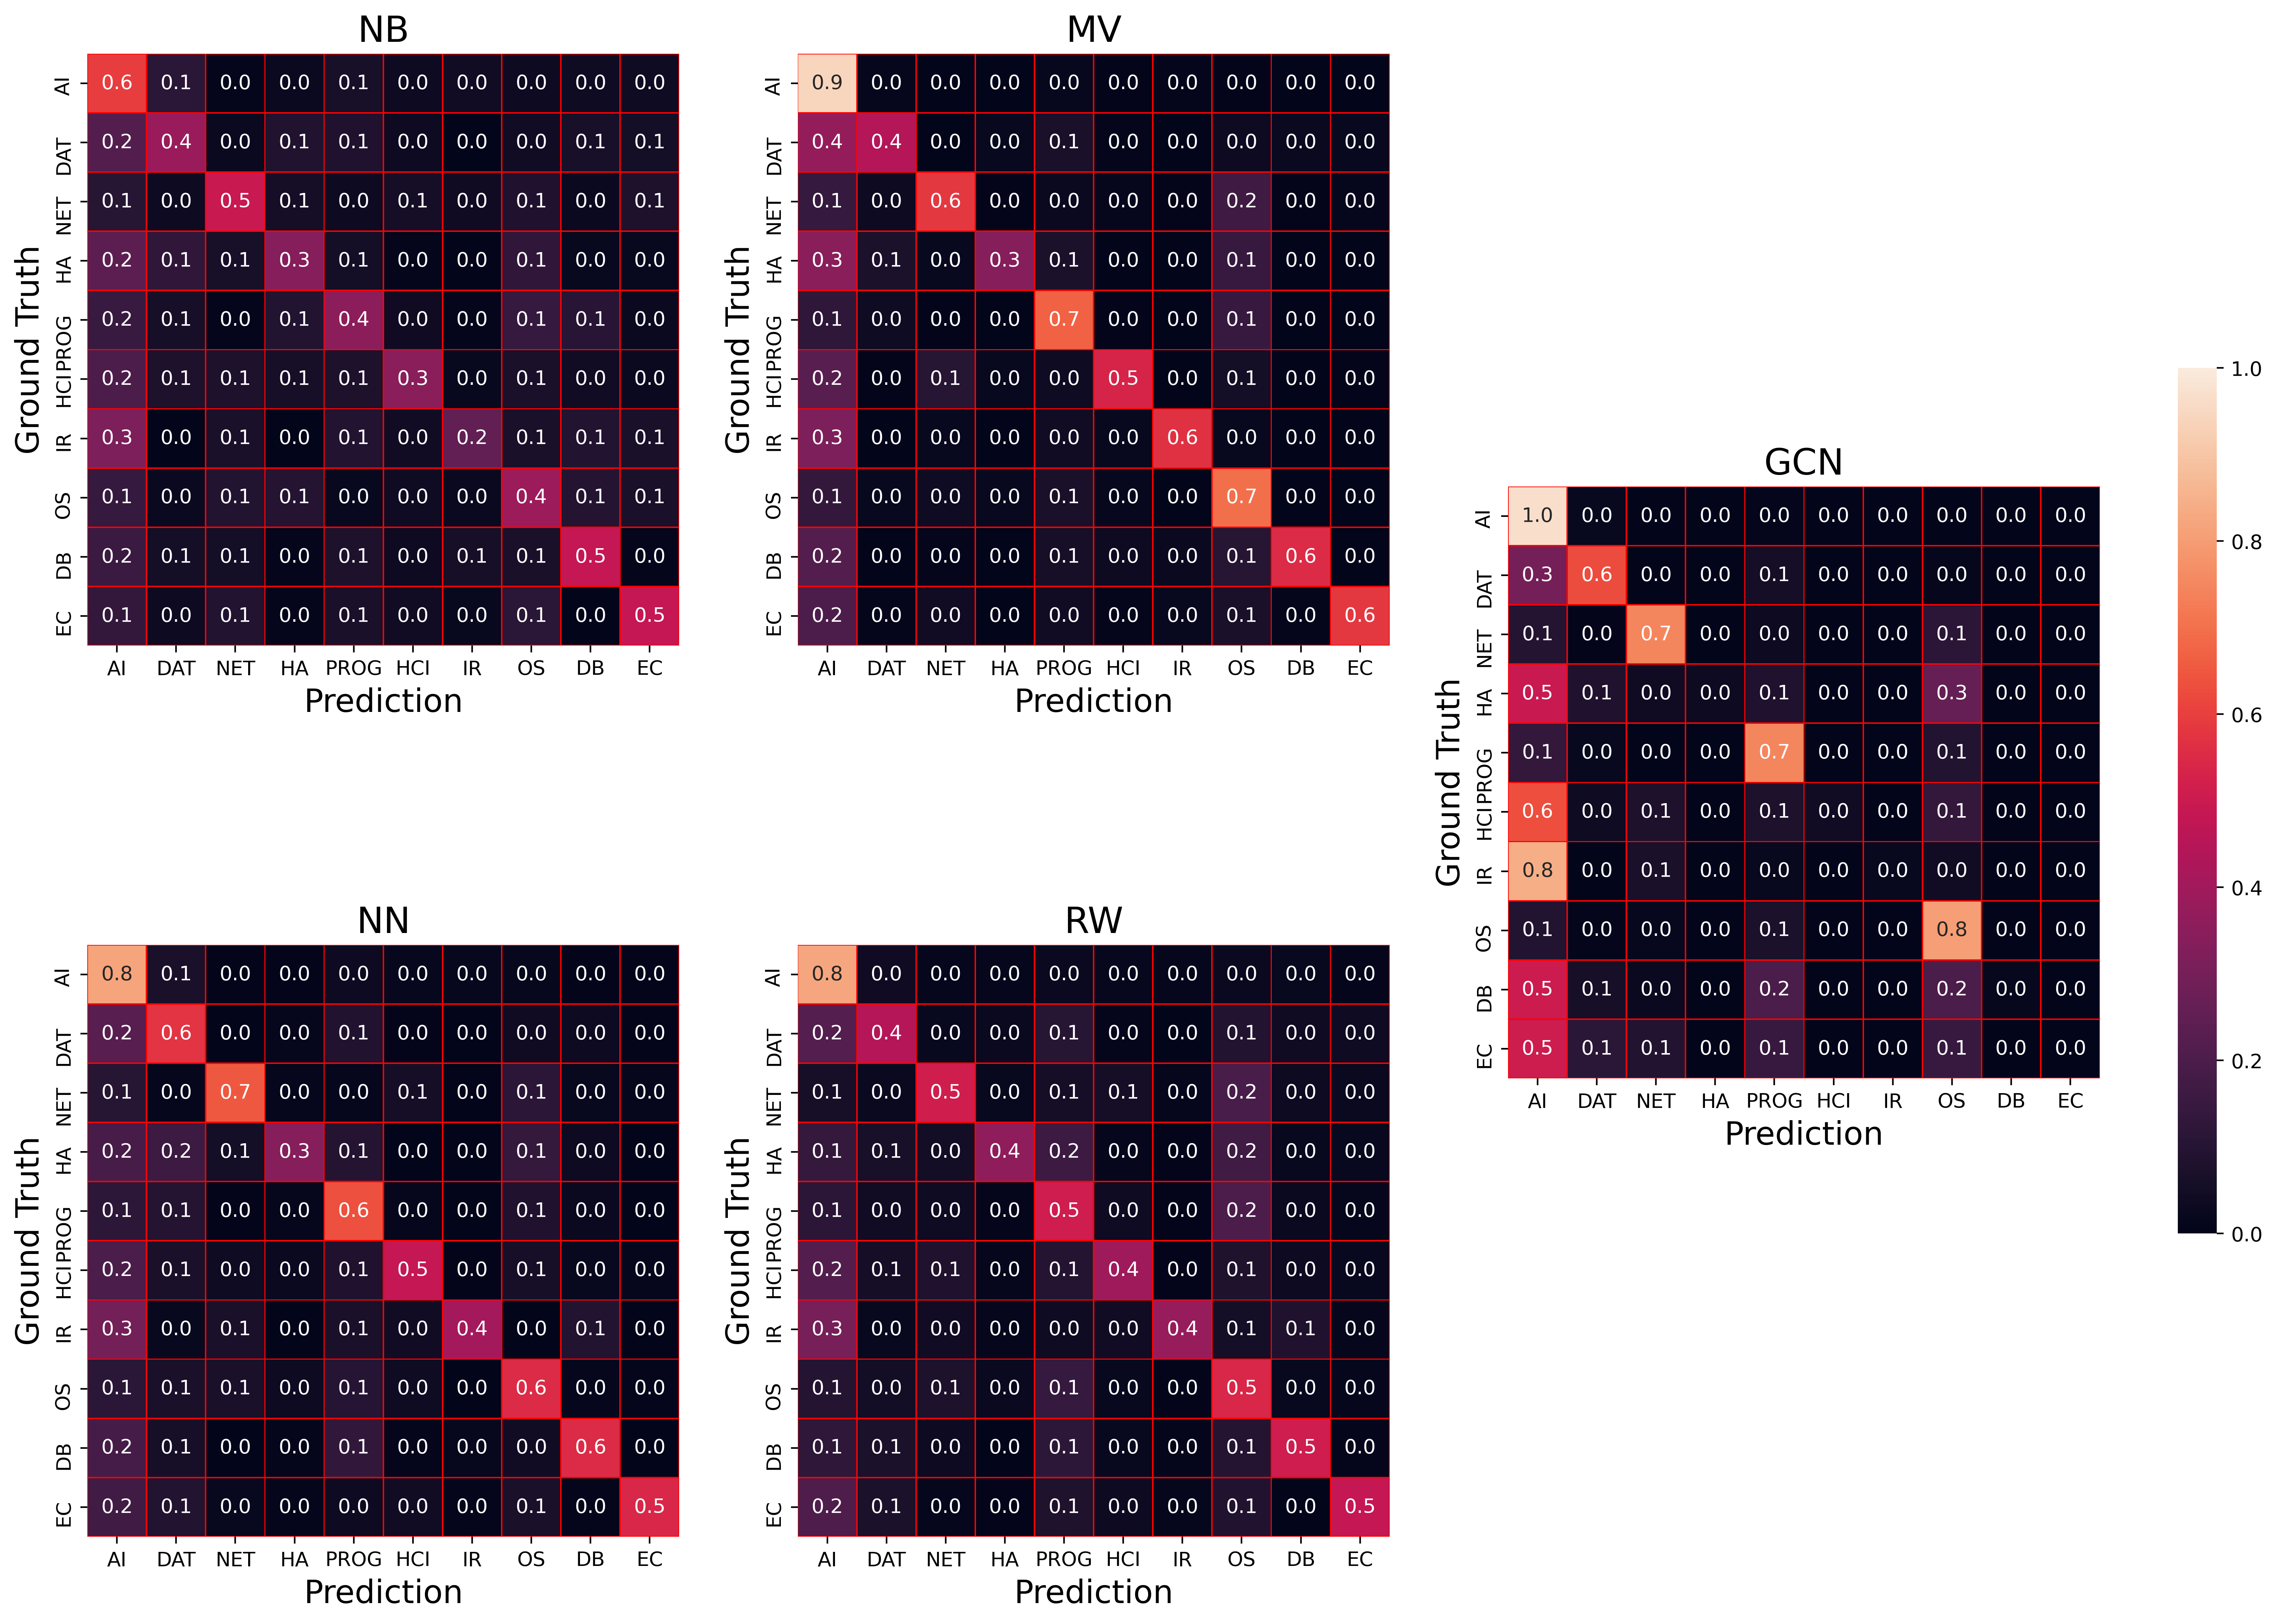 NB
Ground Truth
AI 0.6 0.1 0.0 0.0 0.1 0.0 0.0 0.0 0.0 0.0
DAT 0.2 0.4 0.0 0.1 0.1 0.0 0.0 0.0 0.1 0.1
NET 0.1 0.0 0.5 0.1 0.0 0.1 0.0 0.1 0.0 0.1
HA 0.2 0.1 0.1 0.3 0.1 0.0 0.0 0.1 0.0 0.0
PROG 0.2 0.1 0.0 0.1 0.4 0.0 0.0 0.1 0.1 0.0
HCI 0.2 0.1 0.1 0.1 0.1 0.3 0.0 0.1 0.0 0.0
IR 0.3 0.0 0.1 0.0 0.1 0.0 0.2 0.1 0.1 0.1
OS 0.1 0.0 0.1 0.1 0.0 0.0 0.0 0.4 0.1 0.1
DB 0.2 0.1 0.1 0.0 0.1 0.0 0.1 0.1 0.5 0.0
EC 0.1 0.0 0.1 0.0 0.1 0.0 0.0 0.1 0.0 0.5
AI DAT NET HA PROG HCI IR OS DB EC
Prediction
MV
Ground Truth
AI 0.9 0.0 0.0 0.0 0.0 0.0 0.0 0.0 0.0 0.0
DAT 0.4 0.4 0.0 0.0 0.1 0.0 0.0 0.0 0.0 0.0
NET 0.1 0.0 0.6 0.0 0.0 0.0 0.0 0.2 0.0 0.0
HA 0.3 0.1 0.0 0.3 0.1 0.0 0.0 0.1 0.0 0.0
PROG 0.1 0.0 0.0 0.0 0.7 0.0 0.0 0.1 0.0 0.0
HCI 0.2 0.0 0.1 0.0 0.0 0.5 0.0 0.1 0.0 0.0
IR 0.3 0.0 0.0 0.0 0.0 0.0 0.6 0.0 0.0 0.0
OS 0.1 0.0 0.0 0.0 0.1 0.0 0.0 0.7 0.0 0.0
DB 0.2 0.0 0.0 0.0 0.1 0.0 0.0 0.1 0.6 0.0
EC 0.2 0.0 0.0 0.0 0.0 0.0 0.0 0.1 0.0 0.6
AI DAT NET HA PROG HCI IR OS DB EC
Prediction
NN
Ground Truth
AI 0.8 0.1 0.0 0.0 0.0 0.0 0.0 0.0 0.0 0.0
DAT 0.2 0.6 0.0 0.0 0.1 0.0 0.0 0.0 0.0 0.0
NET 0.1 0.0 0.7 0.0 0.0 0.1 0.0 0.1 0.0 0.0
HA 0.2 0.2 0.1 0.3 0.1 0.0 0.0 0.1 0.0 0.0
PROG 0.1 0.1 0.0 0.0 0.6 0.0 0.0 0.1 0.0 0.0
HCI 0.2 0.1 0.0 0.0 0.1 0.5 0.0 0.1 0.0 0.0
IR 0.3 0.0 0.1 0.0 0.1 0.0 0.4 0.0 0.1 0.0
OS 0.1 0.1 0.1 0.0 0.1 0.0 0.0 0.6 0.0 0.0
DB 0.2 0.1 0.0 0.0 0.1 0.0 0.0 0.0 0.6 0.0
EC 0.2 0.1 0.0 0.0 0.0 0.0 0.0 0.1 0.0 0.5
AI DAT NET HA PROG HCI IR OS DB EC
Prediction
RW
Ground Truth
AI 0.8 0.0 0.0 0.0 0.0 0.0 0.0 0.0 0.0 0.0
DAT 0.2 0.4 0.0 0.0 0.1 0.0 0.0 0.1 0.0 0.0
NET 0.1 0.0 0.5 0.0 0.1 0.1 0.0 0.2 0.0 0.0
HA 0.1 0.1 0.0 0.4 0.2 0.0 0.0 0.2 0.0 0.0
PROG 0.1 0.0 0.0 0.0 0.5 0.0 0.0 0.2 0.0 0.0
HCI 0.2 0.1 0.1 0.0 0.1 0.4 0.0 0.1 0.0 0.0
IR 0.3 0.0 0.0 0.0 0.0 0.0 0.4 0.1 0.1 0.0
OS 0.1 0.0 0.1 0.0 0.1 0.0 0.0 0.5 0.0 0.0
DB 0.1 0.1 0.0 0.0 0.1 0.0 0.0 0.1 0.5 0.0
EC 0.2 0.1 0.0 0.0 0.1 0.0 0.0 0.1 0.0 0.5
AI DAT NET HA PROG HCI IR OS DB EC
Prediction
GCN
Ground Truth
AI 1.0 0.0 0.0 0.0 0.0 0.0 0.0 0.0 0.0 0.0
DAT 0.3 0.6 0.0 0.0 0.1 0.0 0.0 0.0 0.0 0.0
NET 0.1 0.0 0.7 0.0 0.0 0.0 0.0 0.1 0.0 0.0
HA 0.5 0.1 0.0 0.0 0.1 0.0 0.0 0.3 0.0 0.0
PROG 0.1 0.0 0.0 0.0 0.7 0.0 0.0 0.1 0.0 0.0
HCI 0.6 0.0 0.1 0.0 0.1 0.0 0.0 0.1 0.0 0.0
IR 0.8 0.0 0.1 0.0 0.0 0.0 0.0 0.0 0.0 0.0
OS 0.1 0.0 0.0 0.0 0.1 0.0 0.0 0.8 0.0 0.0
DB 0.5 0.1 0.0 0.0 0.2 0.0 0.0 0.2 0.0 0.0
EC 0.5 0.1 0.1 0.0 0.1 0.0 0.0 0.1 0.0 0.0
AI DAT NET HA PROG HCI IR OS DB EC
Prediction
1.0
0.8
0.6
0.4
0.2
0.0